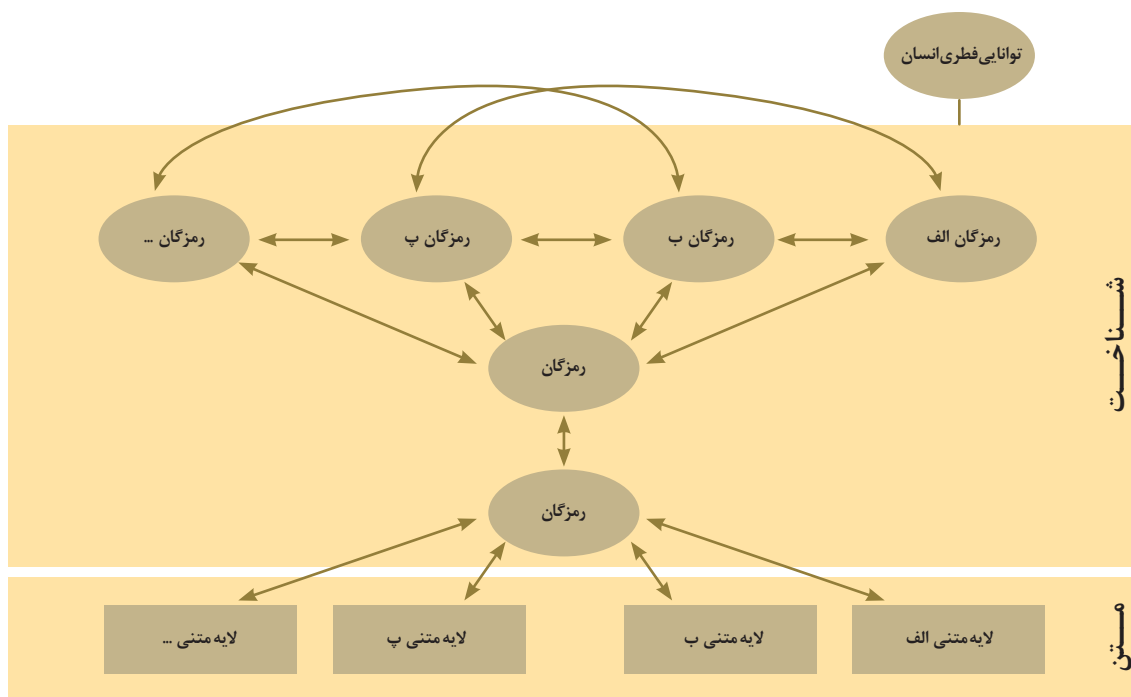 توانایی فطری انسان
رمزگان الف
رمزگان ب
رمزگان پ
رمزگان ...
شناخت
رمزگان
رمزگان
متن
لایه متنی الف
لایه متنی ب
لایه متنی پ
لایه متنی ...